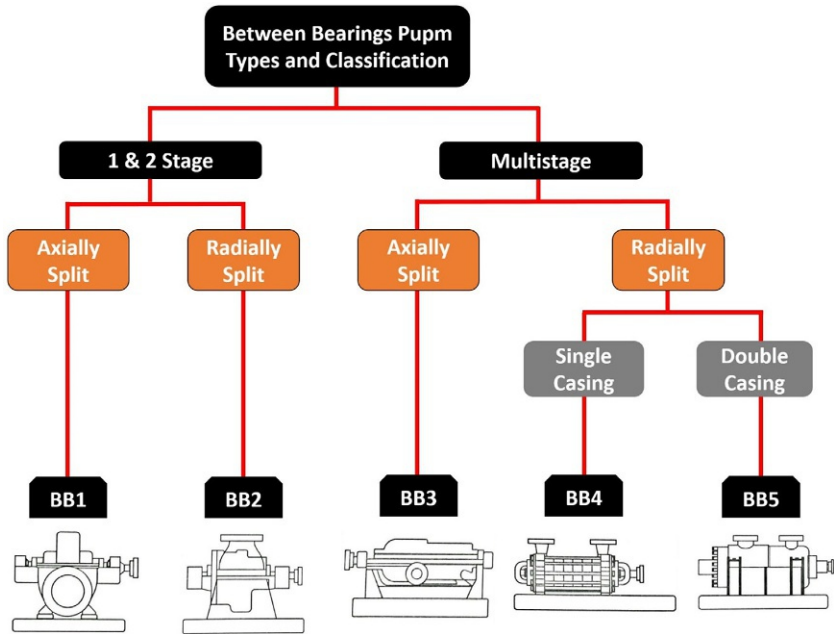 Between Bearings Pupm
Types and Classification
1 & 2 Stage
Multistage
Axially
Split
Radially
Split
Axially
Split
Radially
Split
Single
Casing
Double
Casing
BB1
BB2
BB3
BB4
BB5